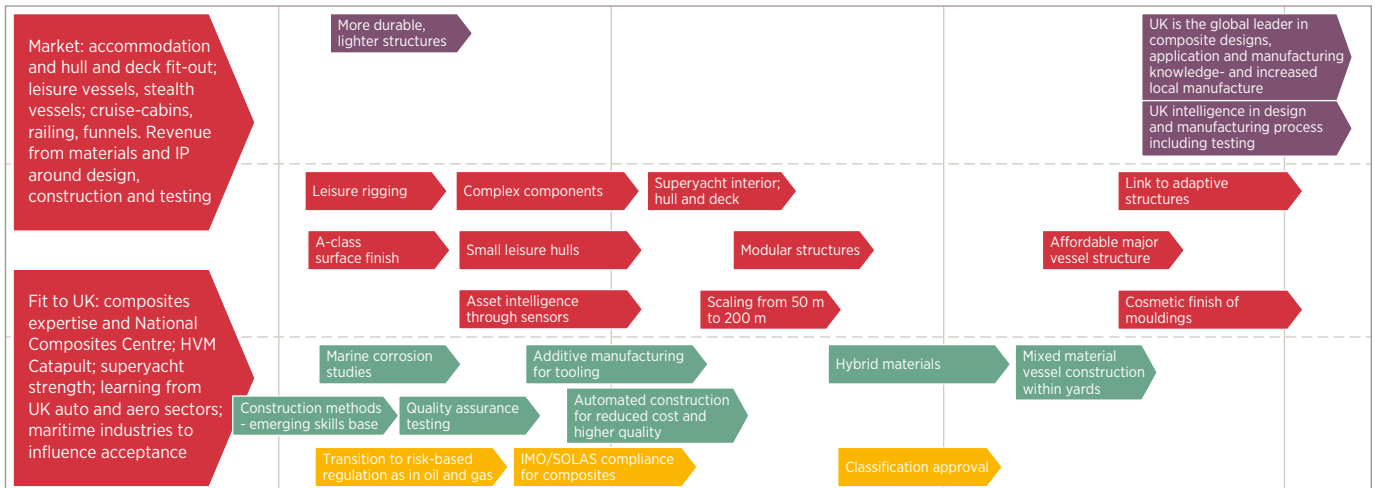 Market: accommodation
and hull and deck fit-out;
leisure vessels, stealth
vessels; cruise-cabins,
railing, funnels. Revenue
from materials and IP
around design,
construction and testing
More durable,
lighter structures
UK is the global leader in
composite designs,
application and manufacturing
knowledge- and increased
local manufacture
UK intelligence in design
and manufacturing process
including testing
Leisure rigging
Complex components
Superyacht interior;
hull and deck
Link to adaptive
structures
A-class
surface finish
Small leisure hulls
Modular structures
Affordable major
vessel structure
Fit to UK: composites
expertise and National
Composites Centre; HVM
Catapult; superyacht
strength; learning from
UK auto and aero sectors;
maritime industries to
influence acceptance
Asset intelligence
through sensors
Scaling from 50 m
to 200 m
Cosmetic finish of
mouldings
Marine corrosion
studies
Additive manufacturing
for tooling
Hybrid materials
Mixed material
vessel construction
within yards
Construction methods
- emerging skills base
Quality assurance
testing
Automated construction
for reduced cost and
higher quality
Transition to risk-based
regulation as in oil and gas
IMO/SOLAS compliance
for composites
Classification approval